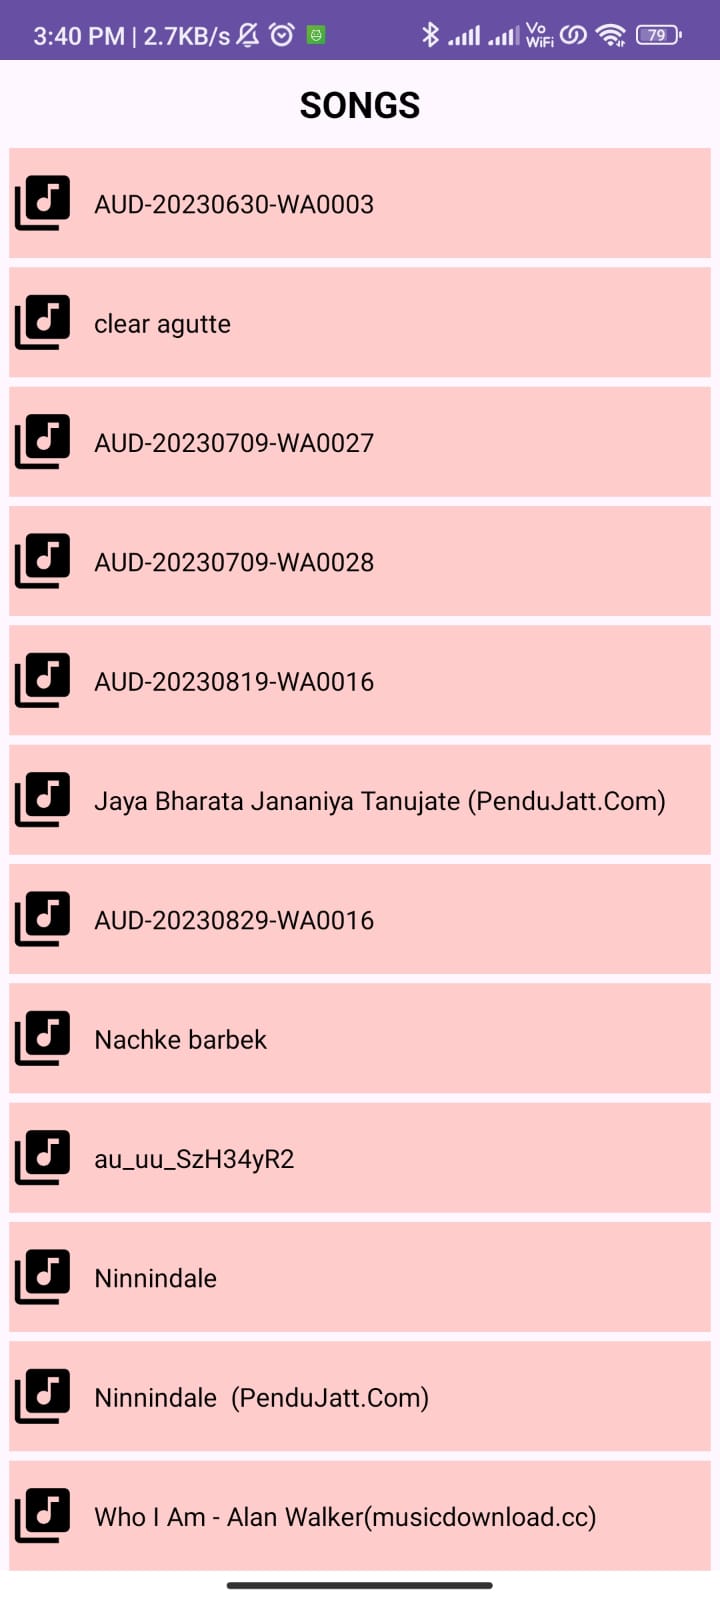 3:40 PM | 2.7KB/s
Vo
WiFi
79
SONGS
AUD-20230630-WA0003
clear agutte
AUD-20230709-WA0027
AUD-20230709-WA0028
AUD-20230819-WA0016
Jaya Bharata Jananiya Tanujate (PenduJatt.Com)
AUD-20230829-WA0016
Nachke barbek
au_uu_SzH34yR2
Ninnindale
Ninnindale  (PenduJatt.Com)
Who I Am - Alan Walker(musicdownload.cc)